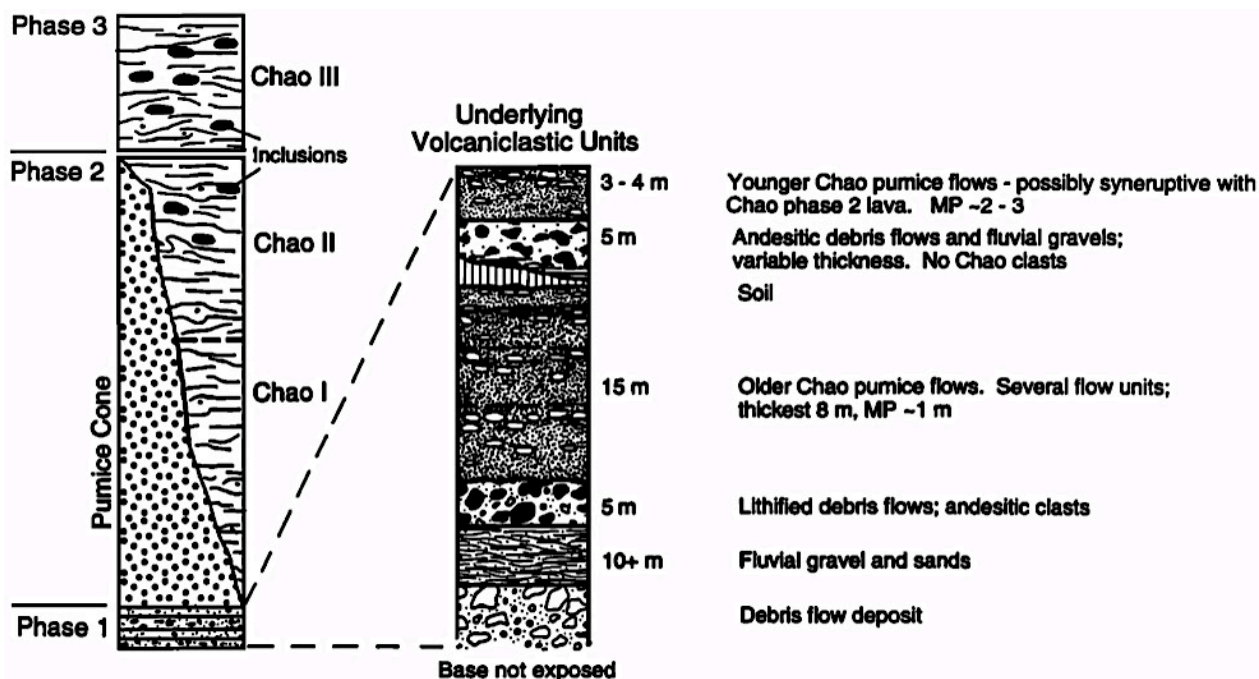 Phase 3
Chao III
Inclusions
Phase 2
Chao II
Chao I
Pumice Cone
Phase 1
Underlying
Volcaniclastic Units
3 - 4 m
Younger Chao pumice flows - possibly syneruptive with
Chao phase 2 lava. MP ~2 - 3
5 m
Andesitic debris flows and fluvial gravels;
variable thickness. No Chao clasts
Soil
15 m
Older Chao pumice flows. Several flow units;
thickest 8 m, MP ~1 m
5 m
Lithified debris flows; andesitic clasts
10+ m
Fluvial gravel and sands
Debris flow deposit
Base not exposed